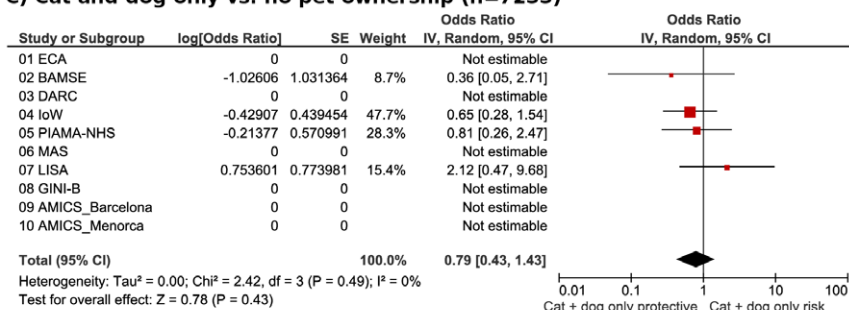 C) Cat and dog only vs. no pet ownership (n=7255)
Odds Ratio Odds Ratio
Study or Subgroup log[Odds Ratio] SE Weight IV, Random, 95% CI IV, Random, 95% CI
01 ECA 0 0 Not estimable
02 BAMSE -1.02606 1.031364 8.7% 0.36 [0.05, 2.71]
03 DARC 0 0 Not estimable
04 IoW -0.42907 0.439454 47.7% 0.65 [0.28, 1.54]
05 PIAMA-NHS -0.21377 0.570991 28.3% 0.81 [0.26, 2.47]
06 MAS 0 0 Not estimable
07 LISA 0.753601 0.773981 15.4% 2.12 [0.47, 9.68]
08 GINI-B 0 0 Not estimable
09 AMICS_Barcelona 0 0 Not estimable
10 AMICS_Menorca 0 0 Not estimable
Total (95% CI) 100.0% 0.79 [0.43, 1.43]
Heterogeneity: Tau² = 0.00; Chi² = 2.42, df = 3 (P = 0.49); I² = 0%
Test for overall effect: Z = 0.78 (P = 0.43)
0.01 0.1 1 10 100
Cat + dog only protective Cat + dog only risk